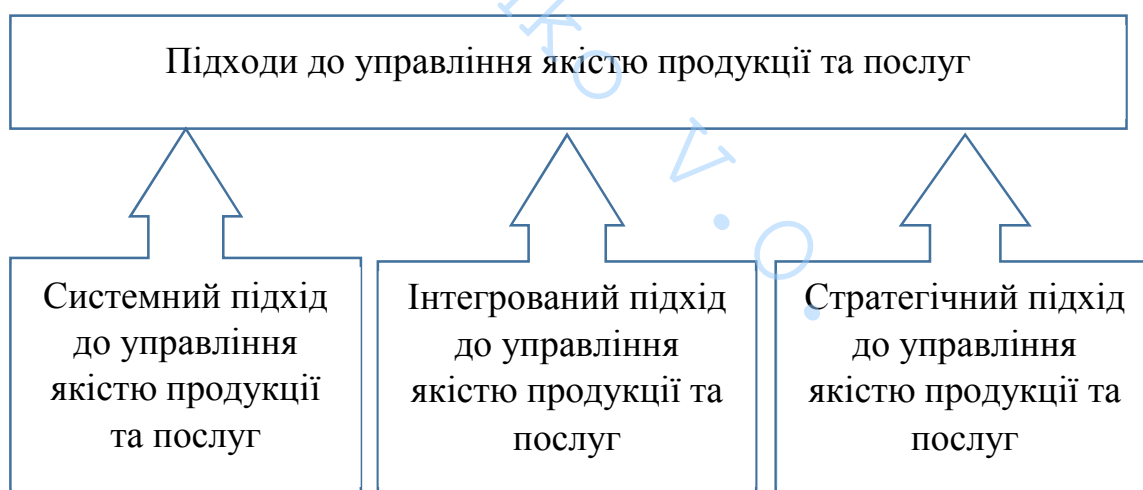 Підходи до управління якістю продукції та послуг
Системний підхід
до управління
якістю продукції
та послуг
Інтегрований підхід
до управління
якістю продукції та
послуг
Стратегічний підхід
до управління
якістю продукції та
послуг
ko V.O.